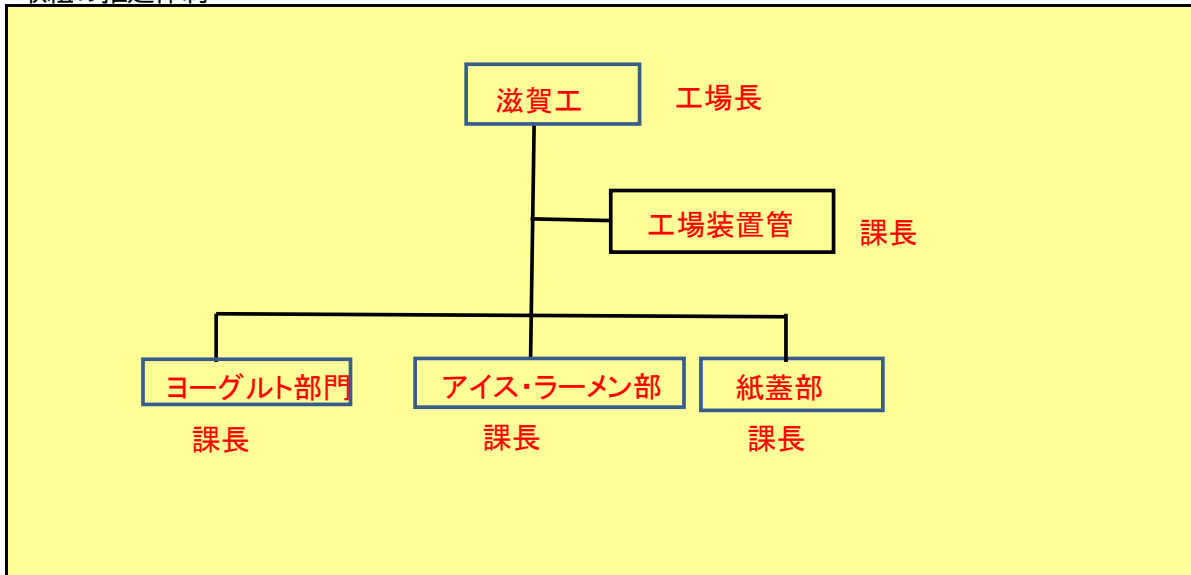 滋賀工
工場長
工場装置管
課長
ヨーグルト部門
アイス・ラーメン部
紙蓋部
課長
課長
課長